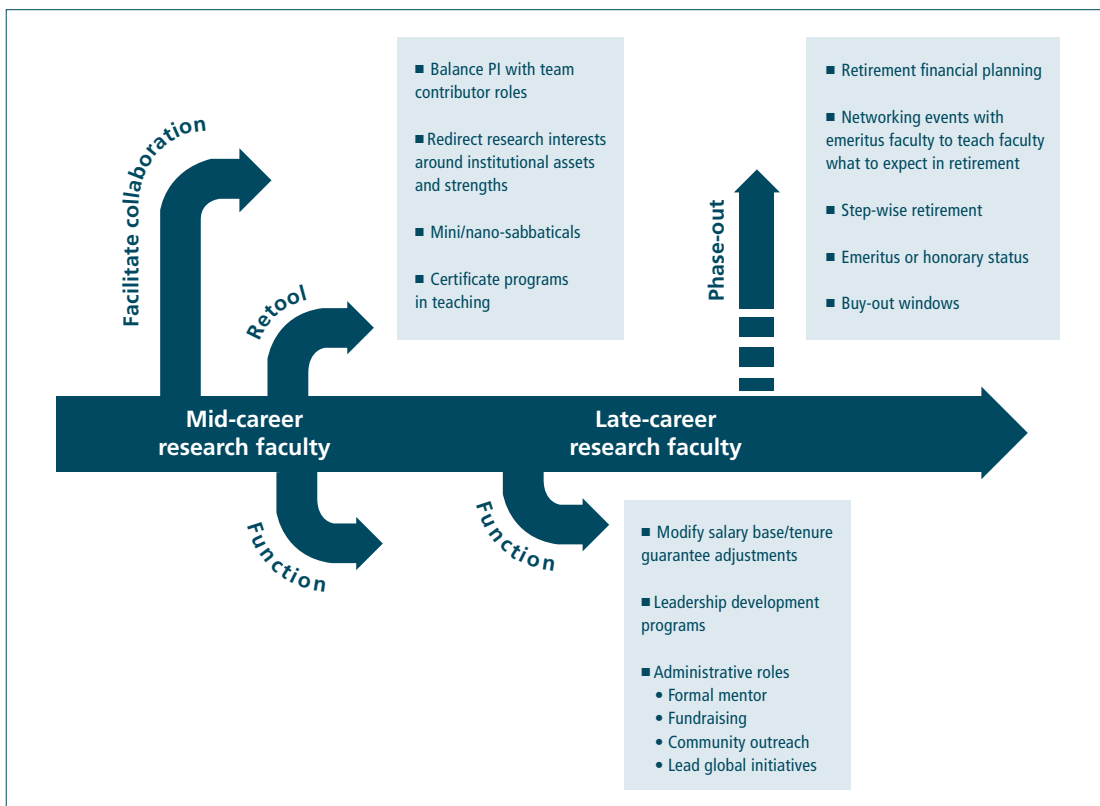 Facilitate collaboration
Retool
■ Balance PI with team
contributor roles
■ Redirect research interests
around institutional assets
and strengths
■ Mini/nano-sabbaticals
■ Certificate programs
in teaching
Phase-out
■ Retirement financial planning
■ Networking events with
emeritus faculty to teach faculty
what to expect in retirement
■ Step-wise retirement
■ Emeritus or honorary status
■ Buy-out windows
Mid-career
research faculty
Late-career
research faculty
Function
Function
■ Modify salary base/tenure
guarantee adjustments
■ Leadership development
programs
■ Administrative roles
• Formal mentor
• Fundraising
• Community outreach
• Lead global initiatives